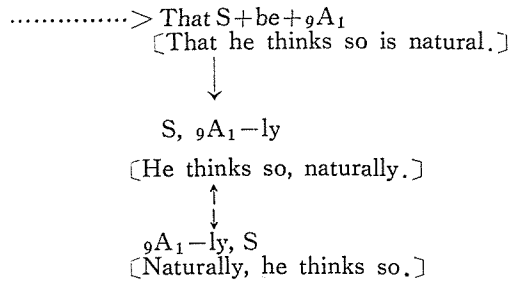 ……………> That S+be+₉A₁
〔That he thinks so is natural.〕
S, ₉A₁−ly
〔He thinks so, naturally.〕
₉A₁−ly, S
〔Naturally, he thinks so.〕